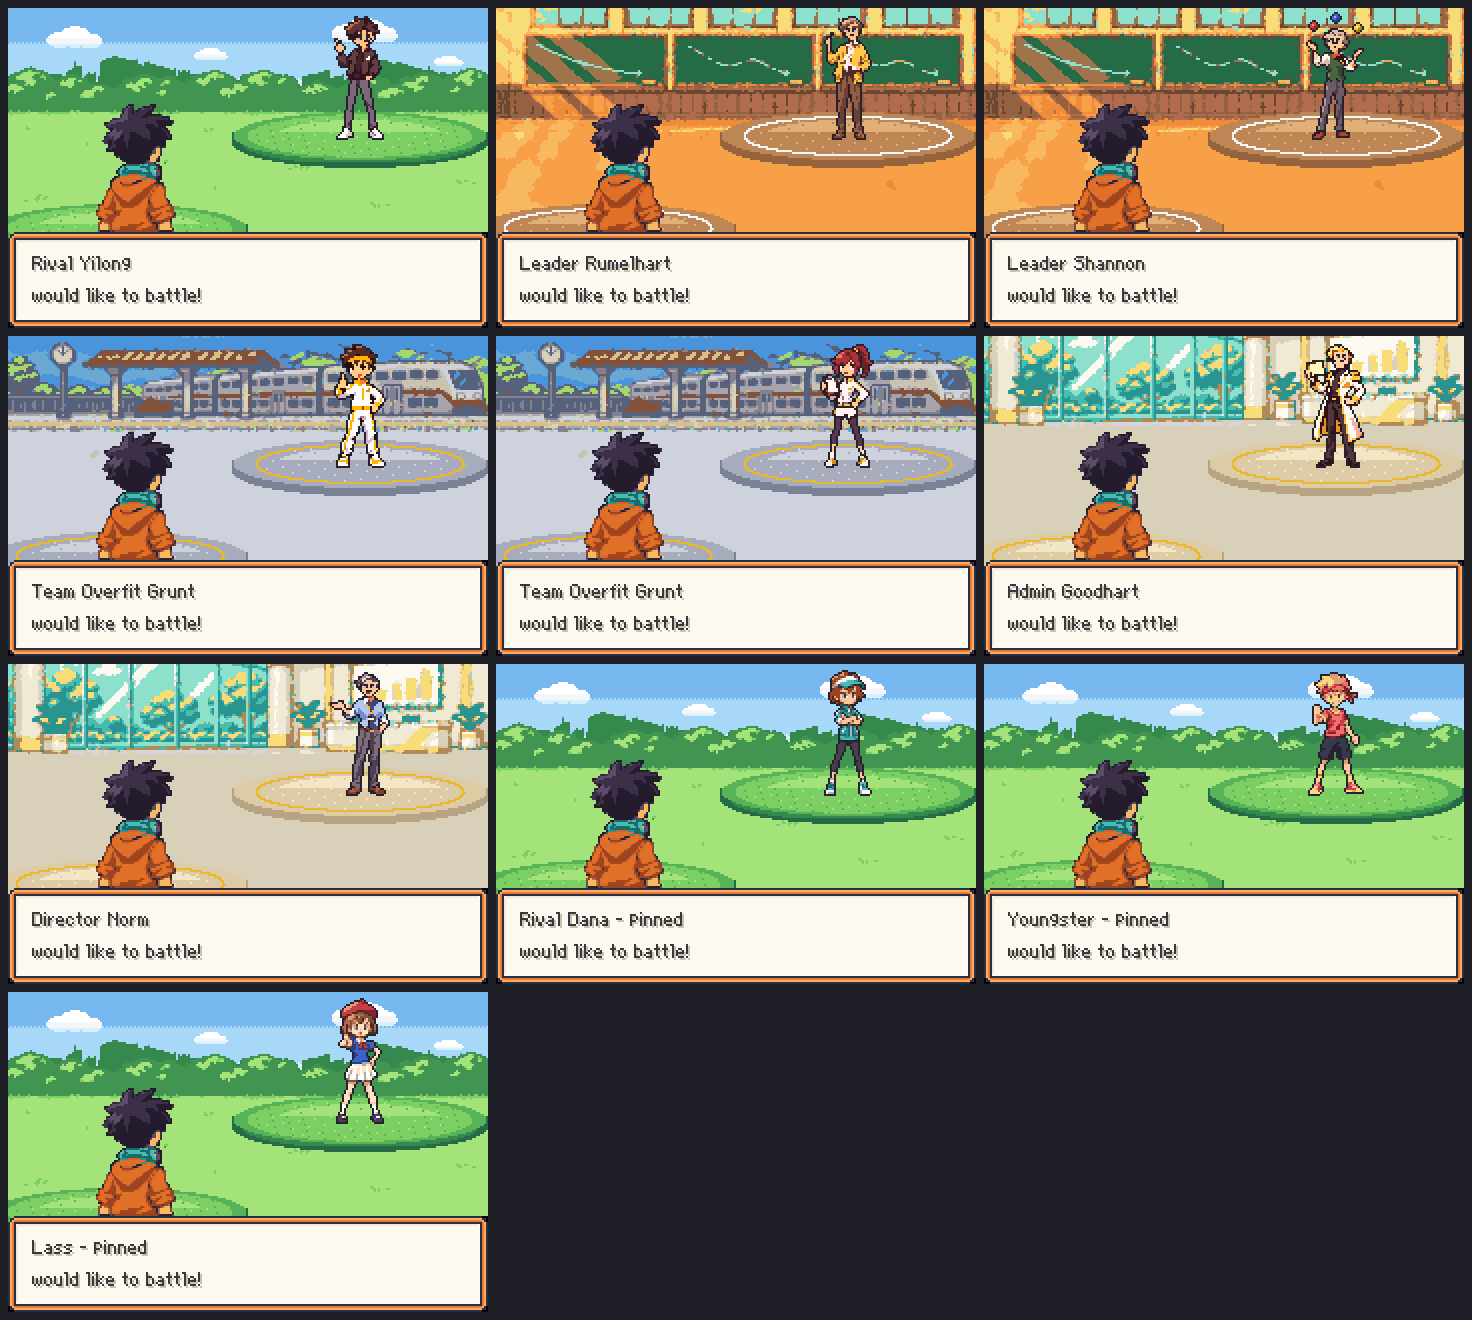 Rival Yilong
would like to battle!
Leader Rumelhart
would like to battle!
Leader Shannon
would like to battle!
Team Overfit Grunt
would like to battle!
Team Overfit Grunt
would like to battle!
Admin Goodhart
would like to battle!
Director Norm
would like to battle!
Rival Dana - pinned
would like to battle!
Youngster - pinned
would like to battle!
Lass - pinned
would like to battle!